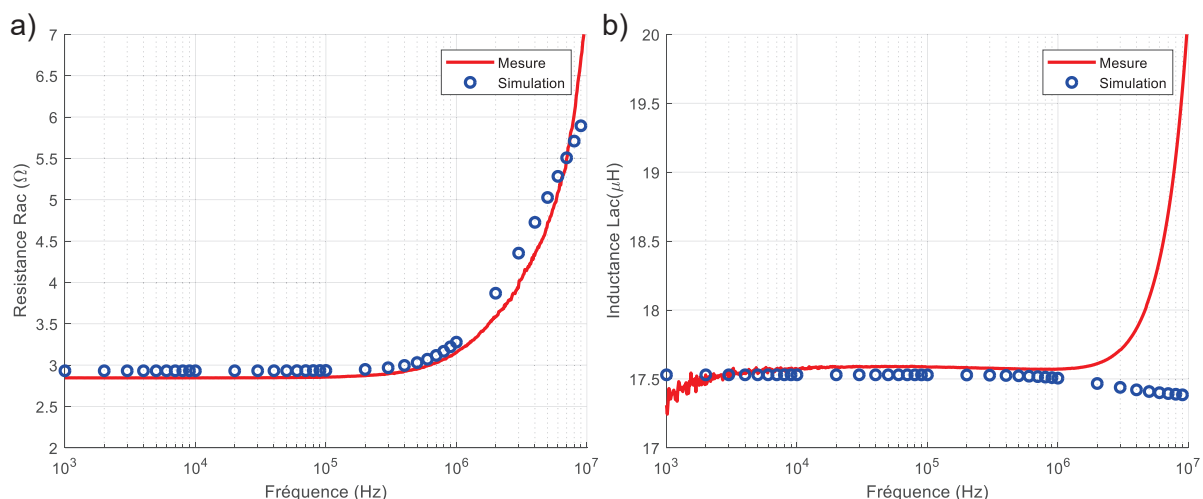 a)
7
6.5
6
5.5
5
4.5
4
3.5
3
2.5
2
Resistance Rac (Ω)
10³
10⁴
10⁵
10⁶
10⁷
Fréquence (Hz)
Mesure
Simulation
b)
20
19.5
19
18.5
18
17.5
17
Inductance Lac(μH)
10³
10⁴
10⁵
10⁶
10⁷
Fréquence (Hz)
Mesure
Simulation